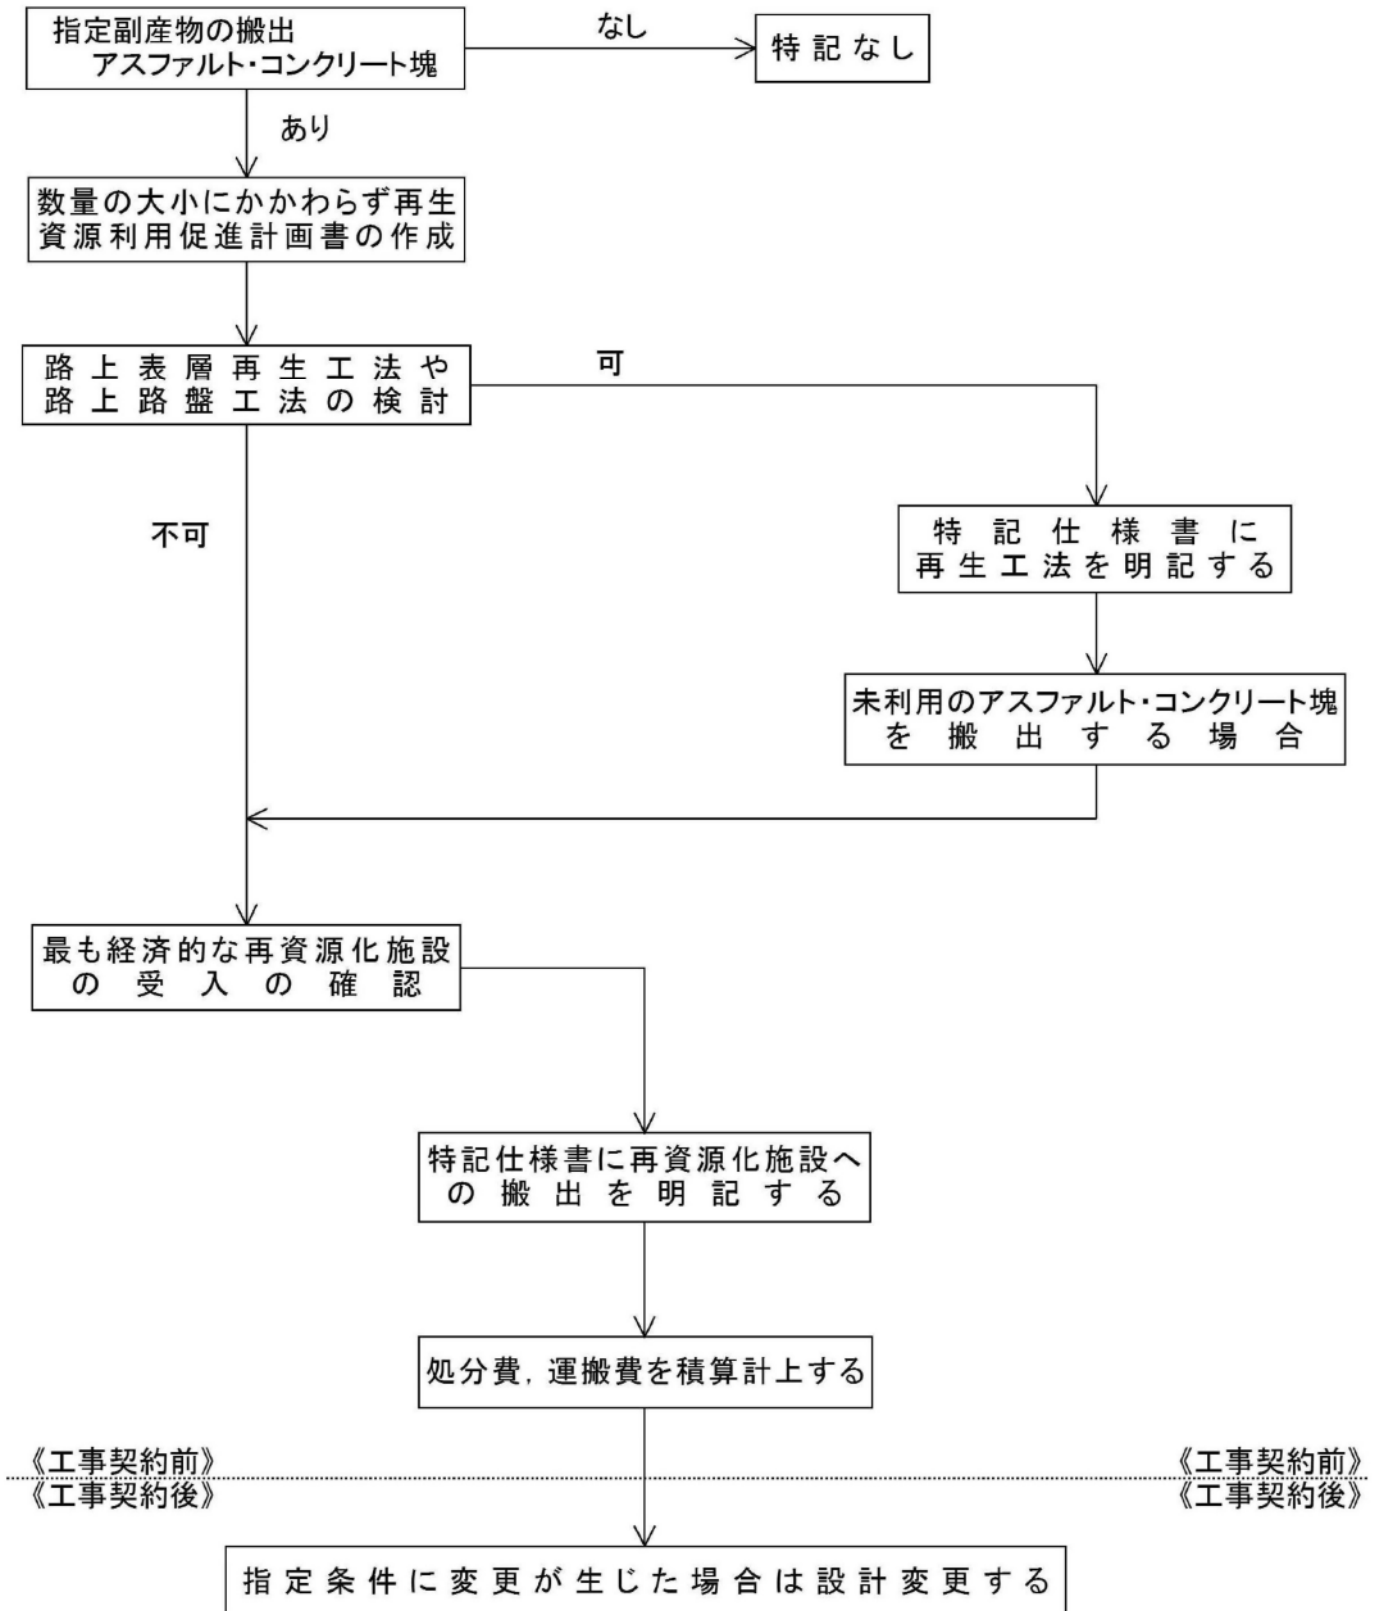 指定副産物の搬出
アスファルト・コンクリート塊
なし
特記なし
あり
数量の大小にかかわらず再生
資源利用促進計画書の作成
路上表層再生工法や
路上路盤工法の検討
可
不可
特記仕様書に
再生工法を明記する
未利用のアスファルト・コンクリート塊
を搬出する場合
最も経済的な再資源化施設
の受入の確認
特記仕様書に再資源化施設へ
の搬出を明記する
処分費，運搬費を積算計上する
《工事契約前》
《工事契約前》
《工事契約後》
《工事契約後》
指定条件に変更が生じた場合は設計変更する